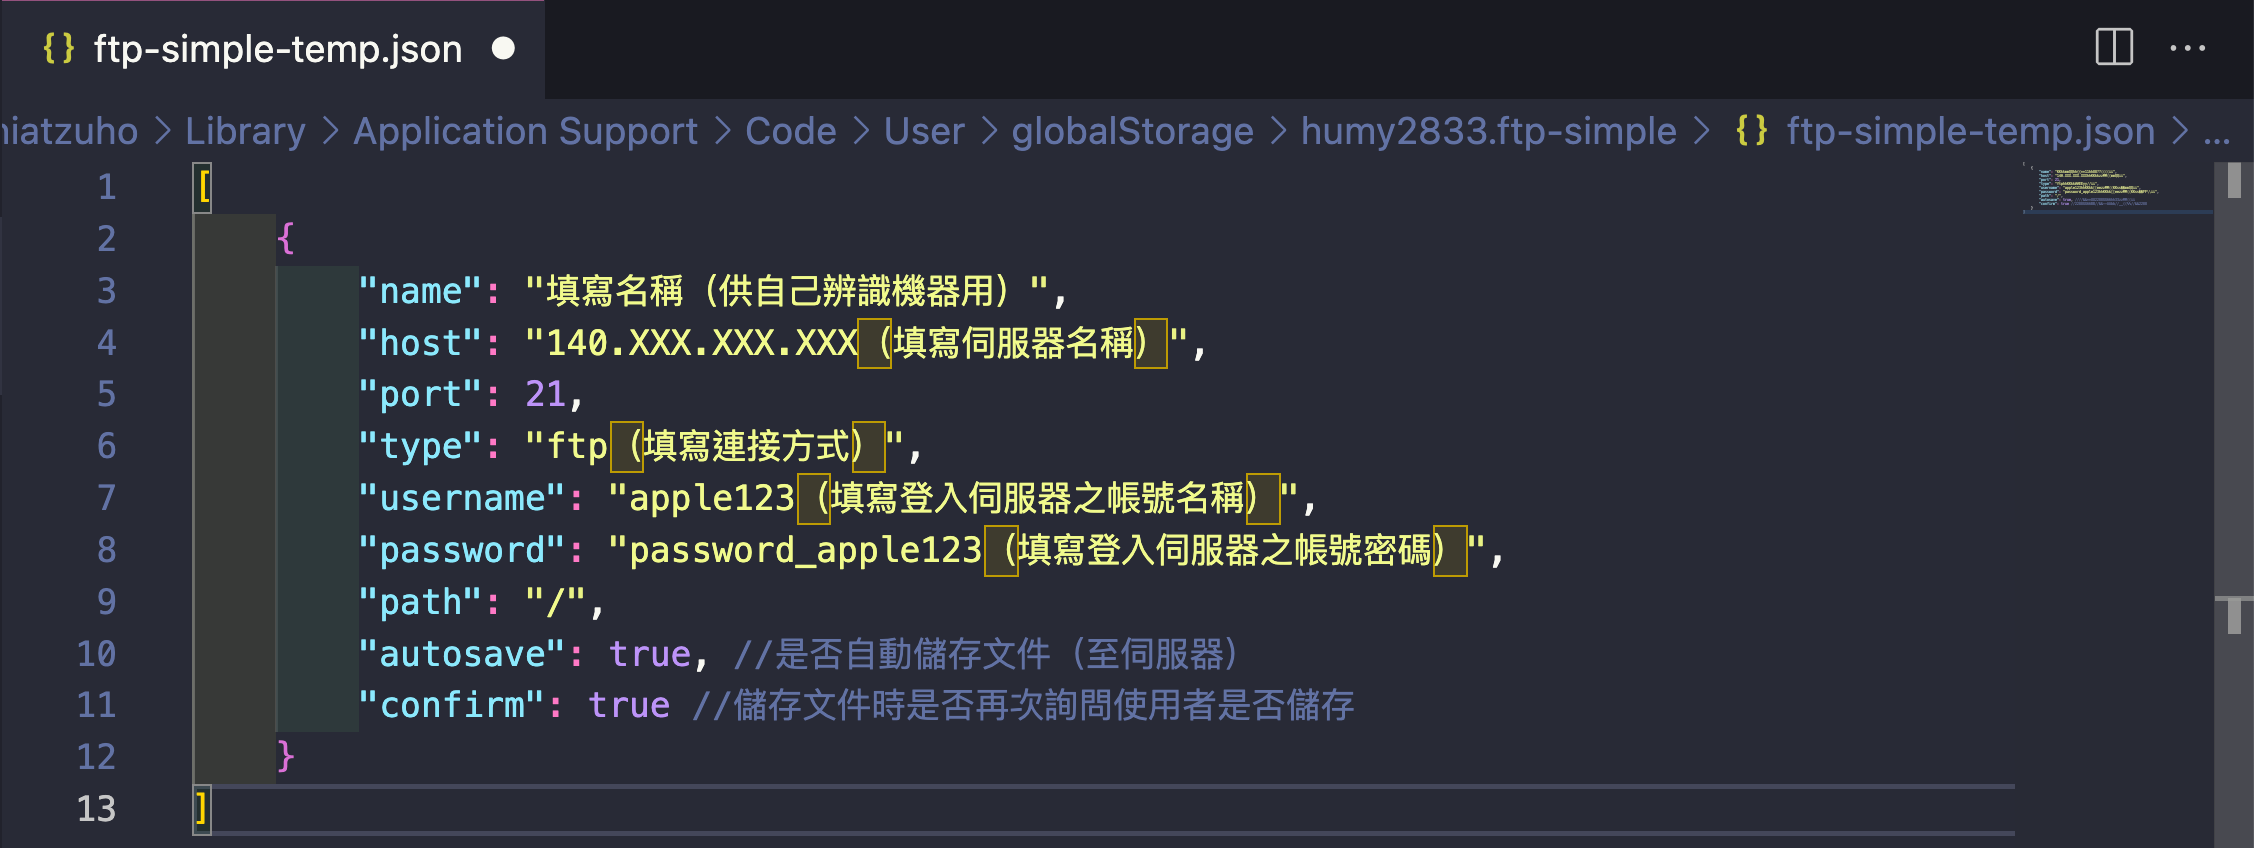 {} ftp-simple-temp.json
niatzuho > Library > Application Support > Code > User > globalStorage > humy2833.ftp-simple > {} ftp-simple-temp.json > ...
1 [
2 {
3 "name": "填寫名稱（供自己辨識機器用）",
4 "host": "140.XXX.XXX.XXX（填寫伺服器名稱）",
5 "port": 21,
6 "type": "ftp（填寫連接方式）",
7 "username": "apple123（填寫登入伺服器之帳號名稱）",
8 "password": "password_apple123（填寫登入伺服器之帳號密碼）",
9 "path": "/",
10 "autosave": true, //是否自動儲存文件（至伺服器）
11 "confirm": true //儲存文件時是否再次詢問使用者是否儲存
12 }
13 ]